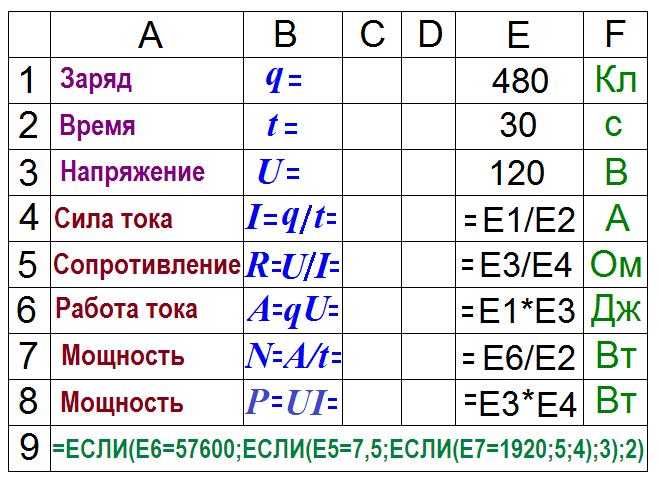 A B C D E F
1 Заряд q= 480 Кл
2 Время t= 30 с
3 Напряжение U= 120 В
4 Сила тока I=q/t= =E1/E2 А
5 Сопротивление R=U/I= =E3/E4 Ом
6 Работа тока A=qU= =E1*E3 Дж
7 Мощность N=A/t= =E6/E2 Вт
8 Мощность P=UI= =E3*E4 Вт
9 =ЕСЛИ(E6=57600;ЕСЛИ(E5=7,5;ЕСЛИ(E7=1920;5;4);3);2)